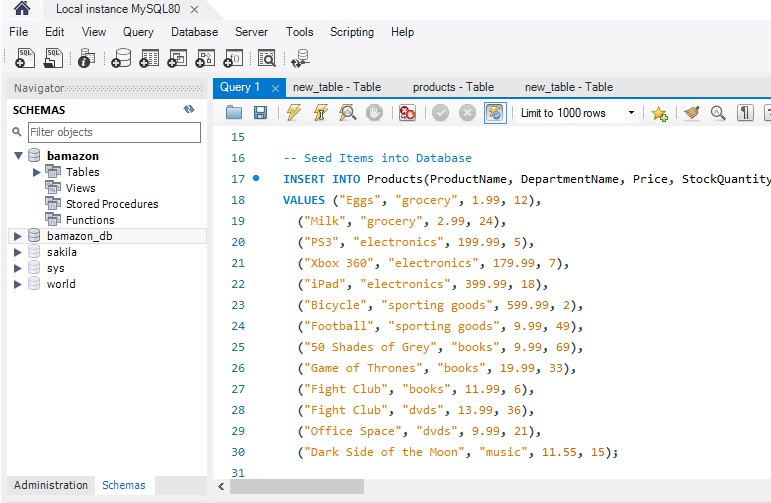 Local instance MySQL80
File Edit View Query Database Server Tools Scripting Help
Navigator
SCHEMAS
Filter objects
bamazon
Tables
Views
Stored Procedures
Functions
bamazon_db
sakila
sys
world
Administration Schemas
Query 1 new_table - Table products - Table new_table - Table
Limit to 1000 rows
15
16 -- Seed Items into Database
17 INSERT INTO Products(ProductName, DepartmentName, Price, StockQuantity
18 VALUES ("Eggs", "grocery", 1.99, 12),
19 ("Milk", "grocery", 2.99, 24),
20 ("PS3", "electronics", 199.99, 5),
21 ("Xbox 360", "electronics", 179.99, 7),
22 ("iPad", "electronics", 399.99, 18),
23 ("Bicycle", "sporting goods", 599.99, 2),
24 ("Football", "sporting goods", 9.99, 49),
25 ("50 Shades of Grey", "books", 9.99, 69),
26 ("Game of Thrones", "books", 19.99, 33),
27 ("Fight Club", "books", 11.99, 6),
28 ("Fight Club", "dvds", 13.99, 36),
29 ("Office Space", "dvds", 9.99, 21),
30 ("Dark Side of the Moon", "music", 11.55, 15);
31